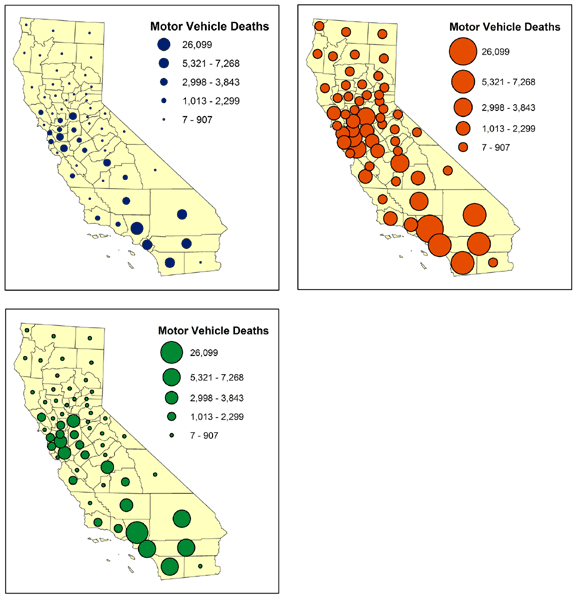 Motor Vehicle Deaths
26,099
5,321 - 7,268
2,998 - 3,843
1,013 - 2,299
7 - 907
Motor Vehicle Deaths
26,099
5,321 - 7,268
2,998 - 3,843
1,013 - 2,299
7 - 907
Motor Vehicle Deaths
26,099
5,321 - 7,268
2,998 - 3,843
1,013 - 2,299
7 - 907